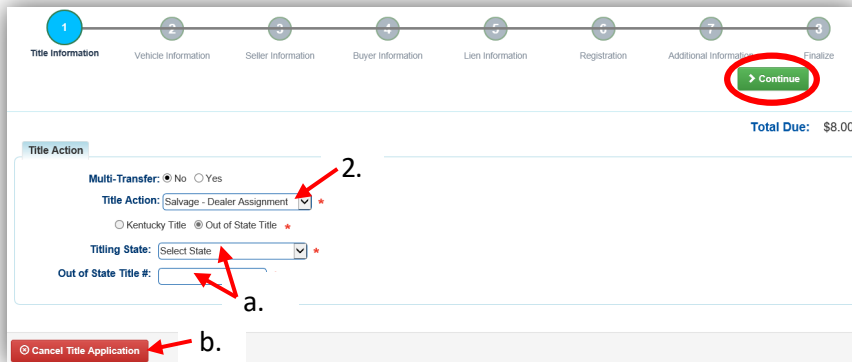 1 2 3 4 5 6 7 3
Title Information Vehicle Information Seller Information Buyer Information Lien Information Registration Additional Information Finalize
Continue
Total Due: $8.00
Title Action
2.
Multi-Transfer: No Yes
Title Action: Salvage - Dealer Assignment *
Kentucky Title Out of State Title *
Titling State: Select State *
Out of State Title #:
a.
Cancel Title Application b.